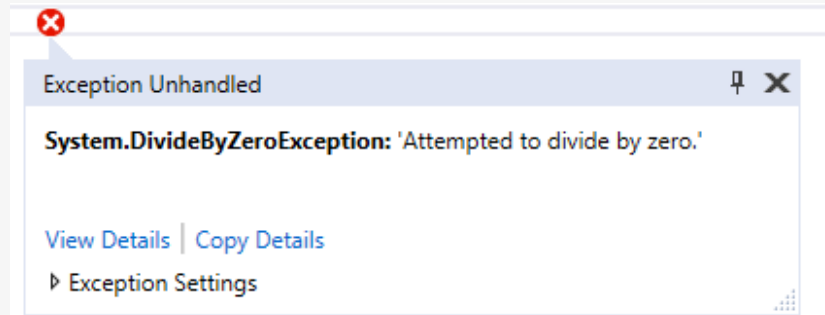 Exception Unhandled
System.DivideByZeroException: 'Attempted to divide by zero.'
View Details | Copy Details
Exception Settings